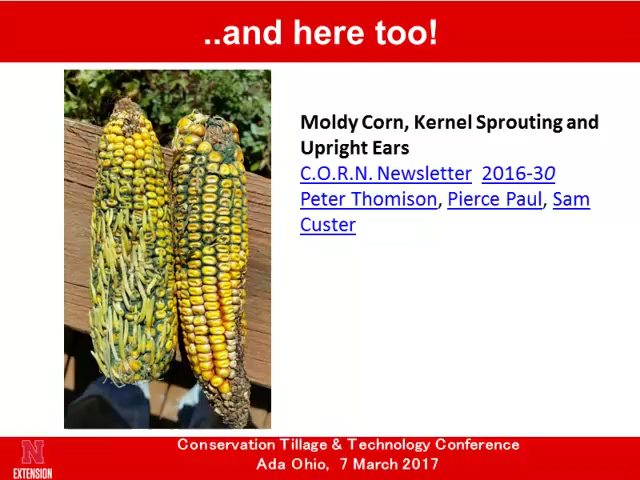 ..and here too!
Moldy Corn, Kernel Sprouting and
Upright Ears
C.O.R.N. Newsletter 2016-30
Peter Thomison, Pierce Paul, Sam
Custer
N
EXTENSION
Conservation Tillage & Technology Conference
Ada Ohio, 7 March 2017